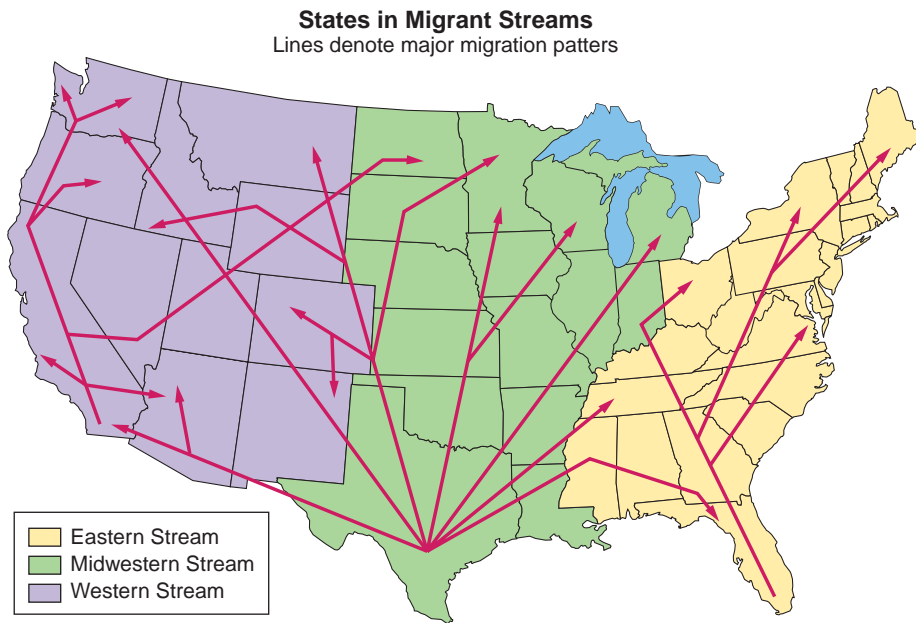 States in Migrant Streams
Lines denote major migration patters
Eastern Stream
Midwestern Stream
Western Stream